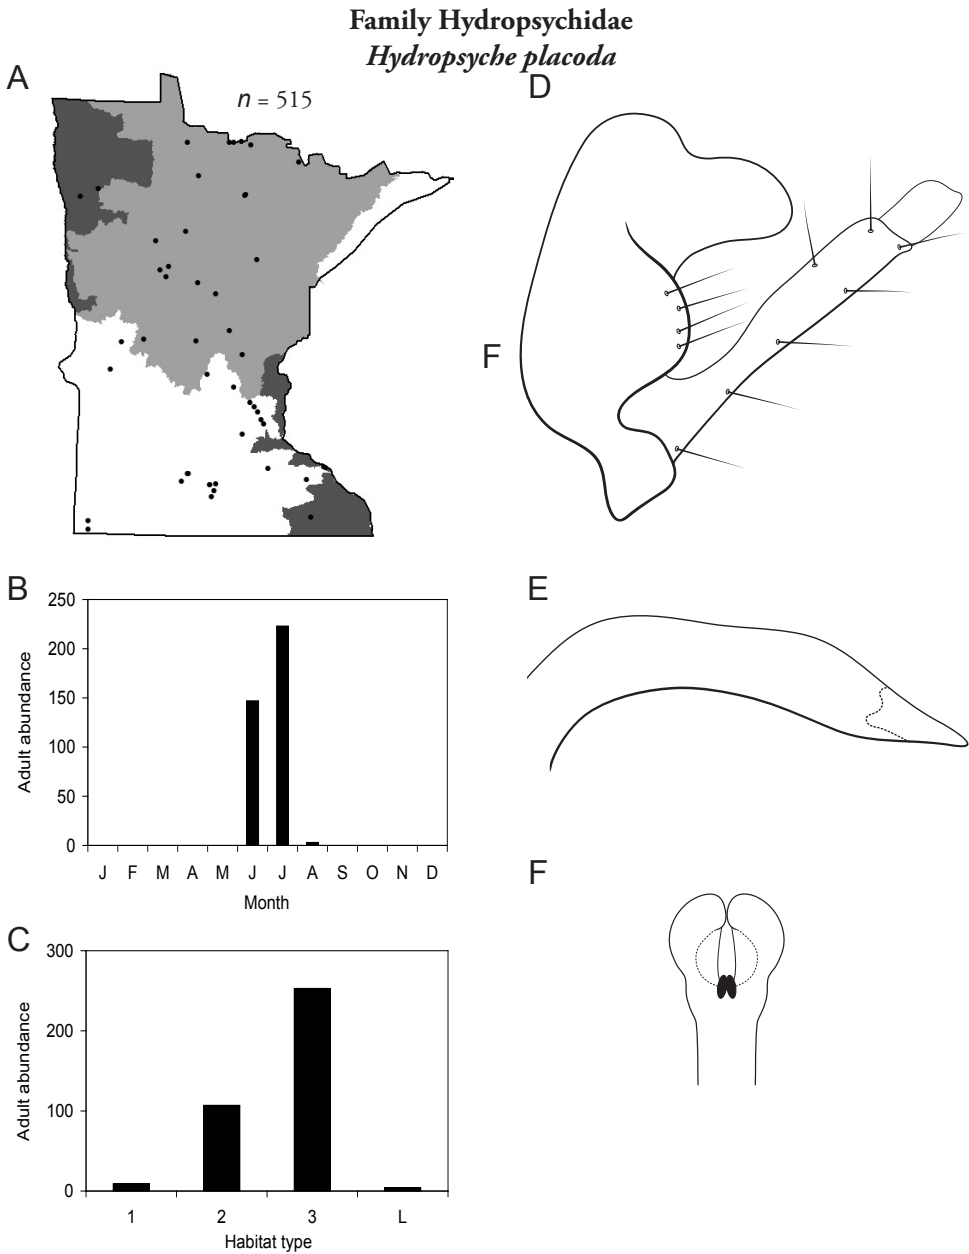 Family Hydropsychidae
Hydropsyche placoda
A
n = 515
D
F
B
250
200
150
100
50
0
Adult abundance
J F M A M J J A S O N D
Month
E
C
300
200
100
0
Adult abundance
1 2 3 L
Habitat type
F